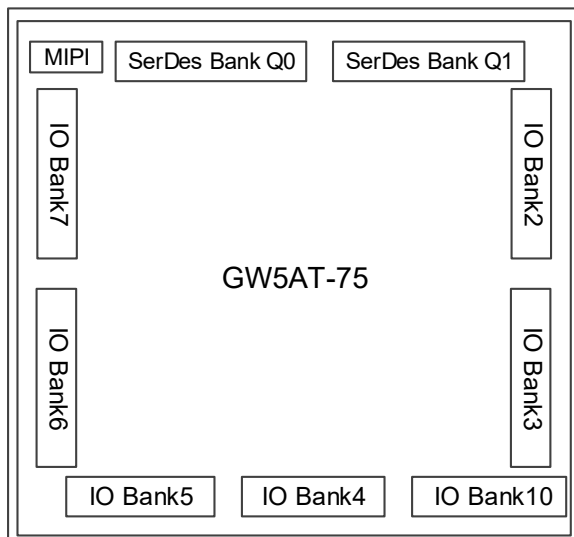 MIPI
SerDes Bank Q0
SerDes Bank Q1
IO Bank7
IO Bank2
GW5AT-75
IO Bank6
IO Bank3
IO Bank5
IO Bank4
IO Bank10